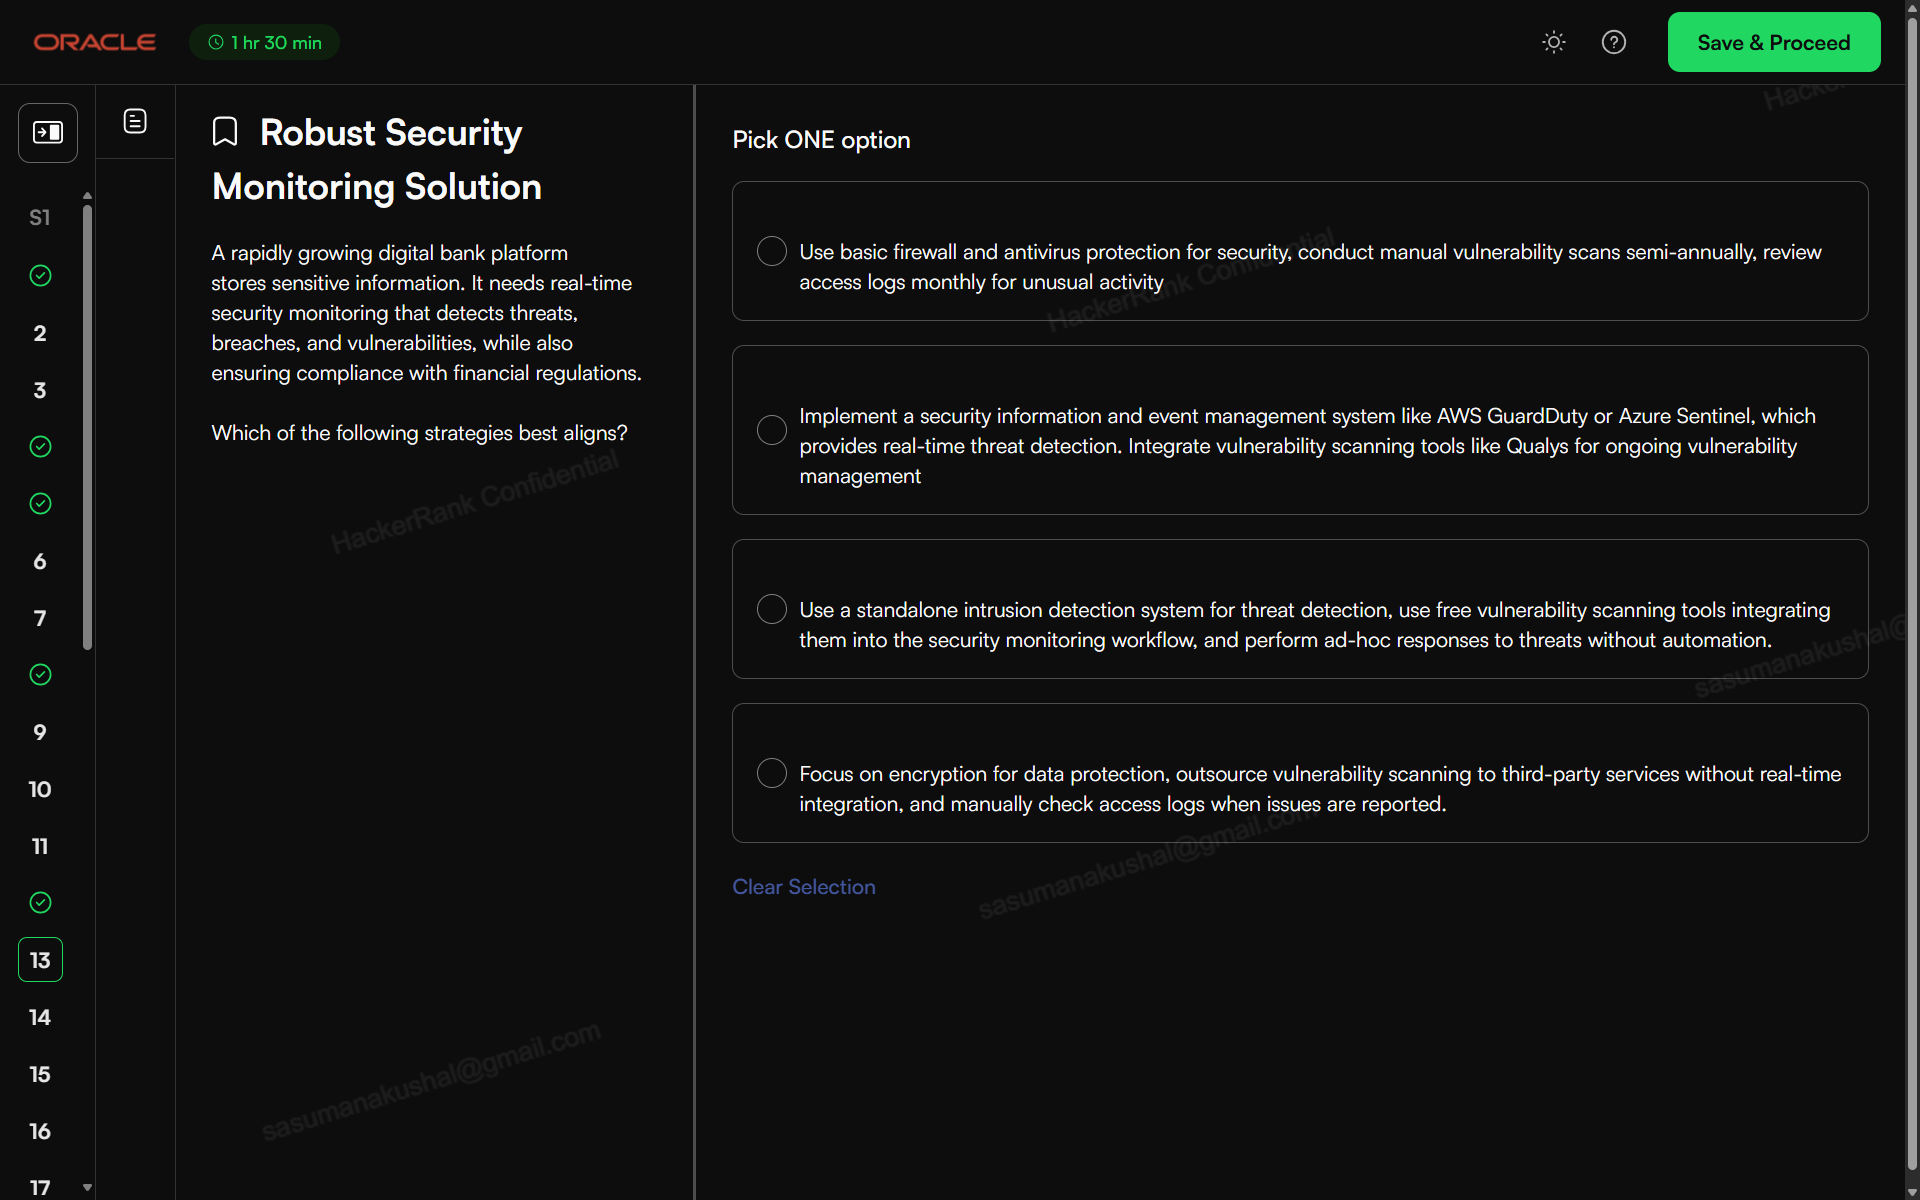 ORACLE
1 hr 30 min
Save & Proceed
S1
2
3
6
7
9
10
11
13
14
15
16
17
Robust Security
Monitoring Solution
A rapidly growing digital bank platform
stores sensitive information. It needs real-time
security monitoring that detects threats,
breaches, and vulnerabilities, while also
ensuring compliance with financial regulations.
Which of the following strategies best aligns?
HackerRank Confidential
sasumanakushal@gmail.com
Pick ONE option
Use basic firewall and antivirus protection for security, conduct manual vulnerability scans semi-annually, review
access logs monthly for unusual activity
HackerRank Confidential
Implement a security information and event management system like AWS GuardDuty or Azure Sentinel, which
provides real-time threat detection. Integrate vulnerability scanning tools like Qualys for ongoing vulnerability
management
Use a standalone intrusion detection system for threat detection, use free vulnerability scanning tools integrating
them into the security monitoring workflow, and perform ad-hoc responses to threats without automation.
sasumanakushal@
Focus on encryption for data protection, outsource vulnerability scanning to third-party services without real-time
integration, and manually check access logs when issues are reported.
sasumanakushal@gmail.com
Clear Selection